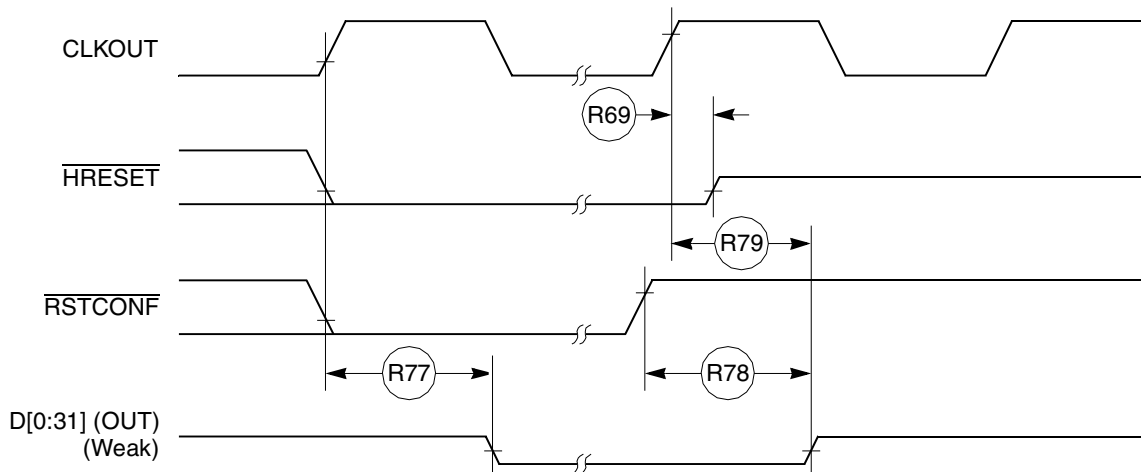 CLKOUT
R69
HRESET
R79
RSTCONF
R77
R78
D[0:31] (OUT)
(Weak)